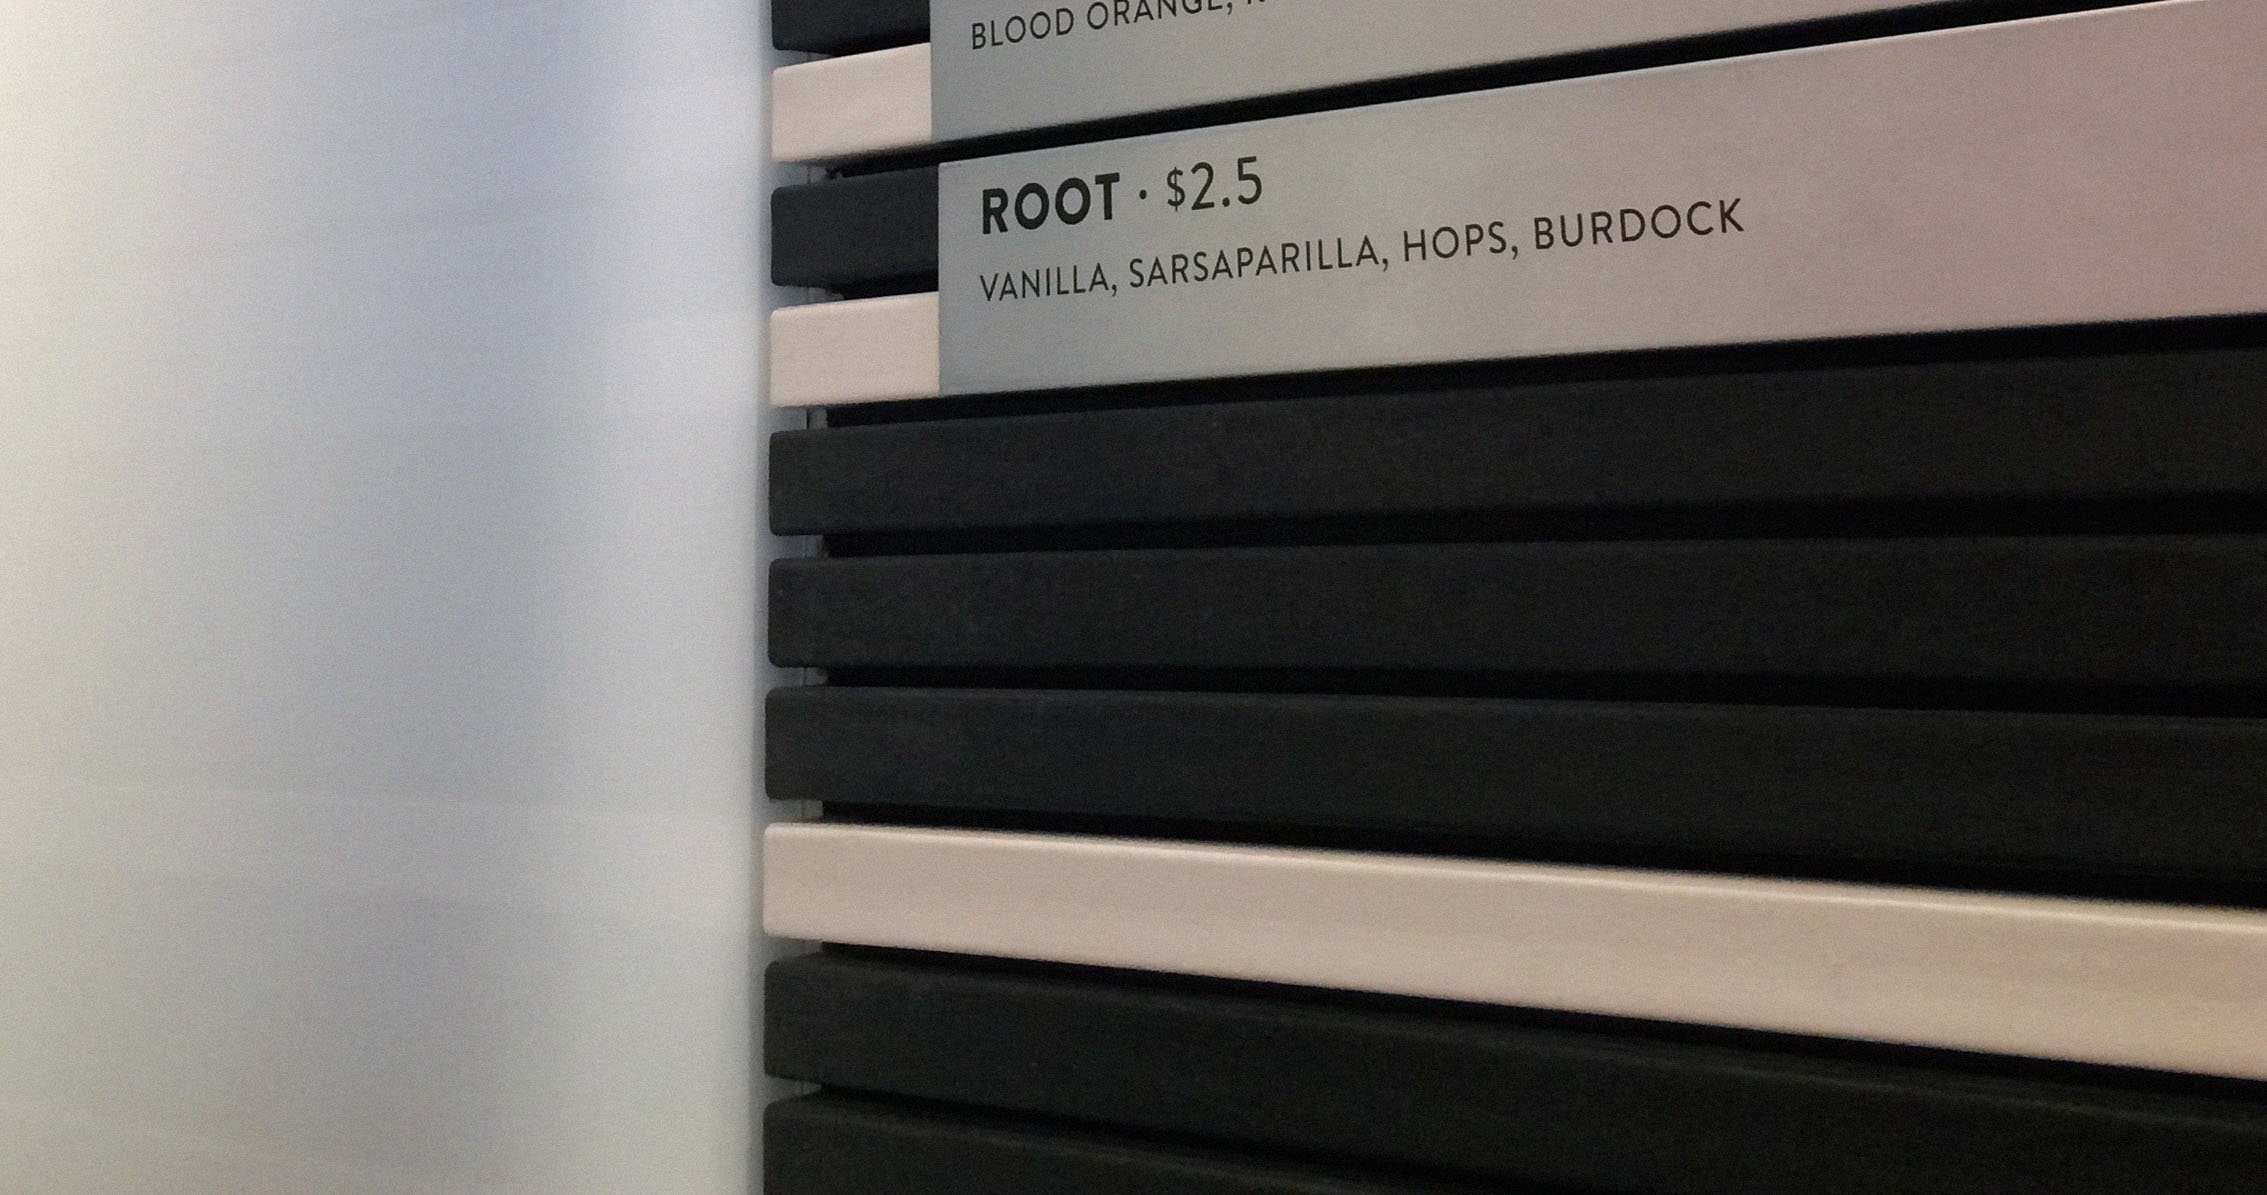 BLOOD ORANGE,
ROOT · $2.5
VANILLA, SARSAPARILLA, HOPS, BURDOCK